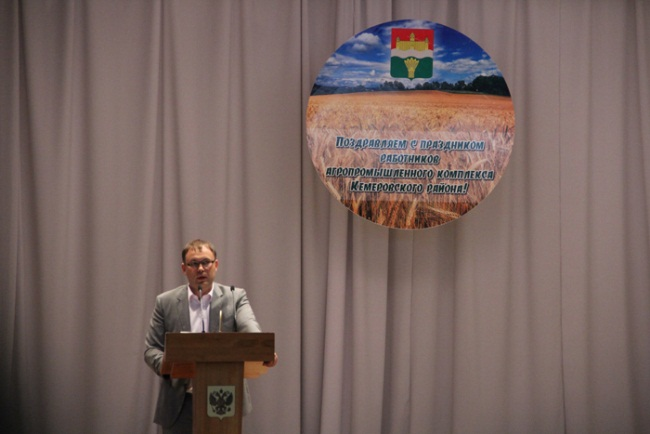 Поздравляем с праздником
работников
агропромышленного комплекса
Кемеровского района!